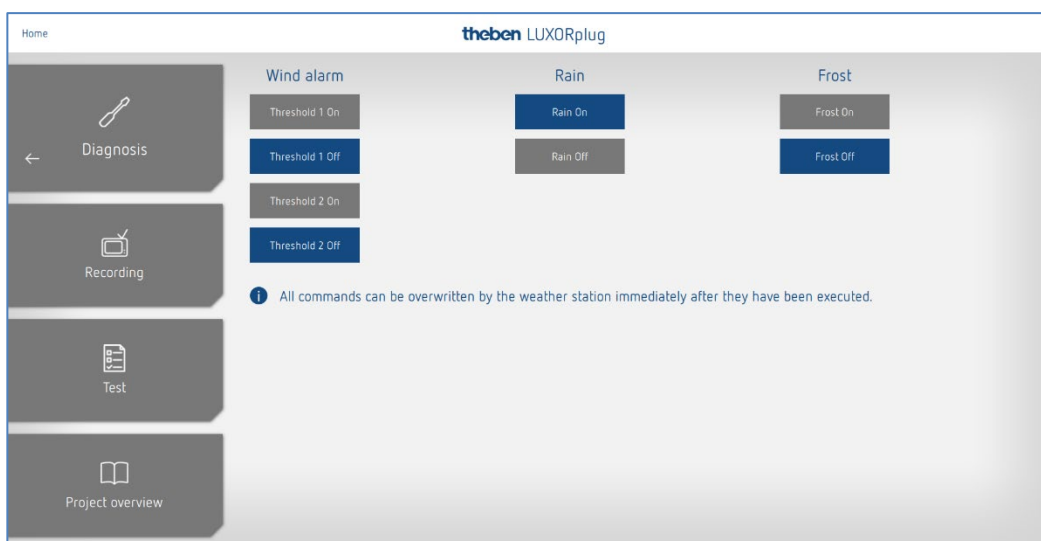 Home
theben LUXORplug
Diagnosis
Recording
Test
Project overview
Wind alarm
Threshold 1 On
Threshold 1 Off
Threshold 2 On
Threshold 2 Off
Rain
Rain On
Rain Off
Frost
Frost On
Frost Off
All commands can be overwritten by the weather station immediately after they have been executed.